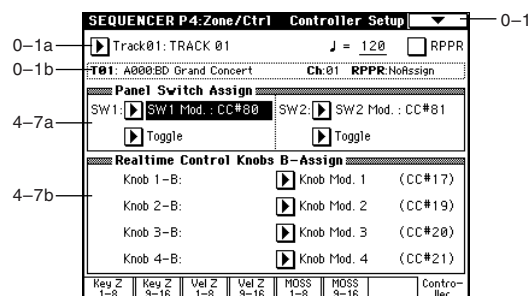 SEQUENCER P4:Zone/Ctrl Controller Setup
0-1
0-1a
Track01: TRACK 01 ♩ = 120 RPPR
0-1b
T01: A000:BD Grand Concert Ch:01 RPPR:NoAssign
Panel Switch Assign
4-7a
SW1: SW1 Mod. : CC#80 SW2: SW2 Mod. : CC#81
Toggle Toggle
Realtime Control Knobs B-Assign
4-7b
Knob 1-B: Knob Mod. 1 (CC#17)
Knob 2-B: Knob Mod. 2 (CC#19)
Knob 3-B: Knob Mod. 3 (CC#20)
Knob 4-B: Knob Mod. 4 (CC#21)
Key Z Key Z Vel Z Vel Z MOSS MOSS Contro-
1-8 9-16 1-8 9-16 1-8 9-16 ller